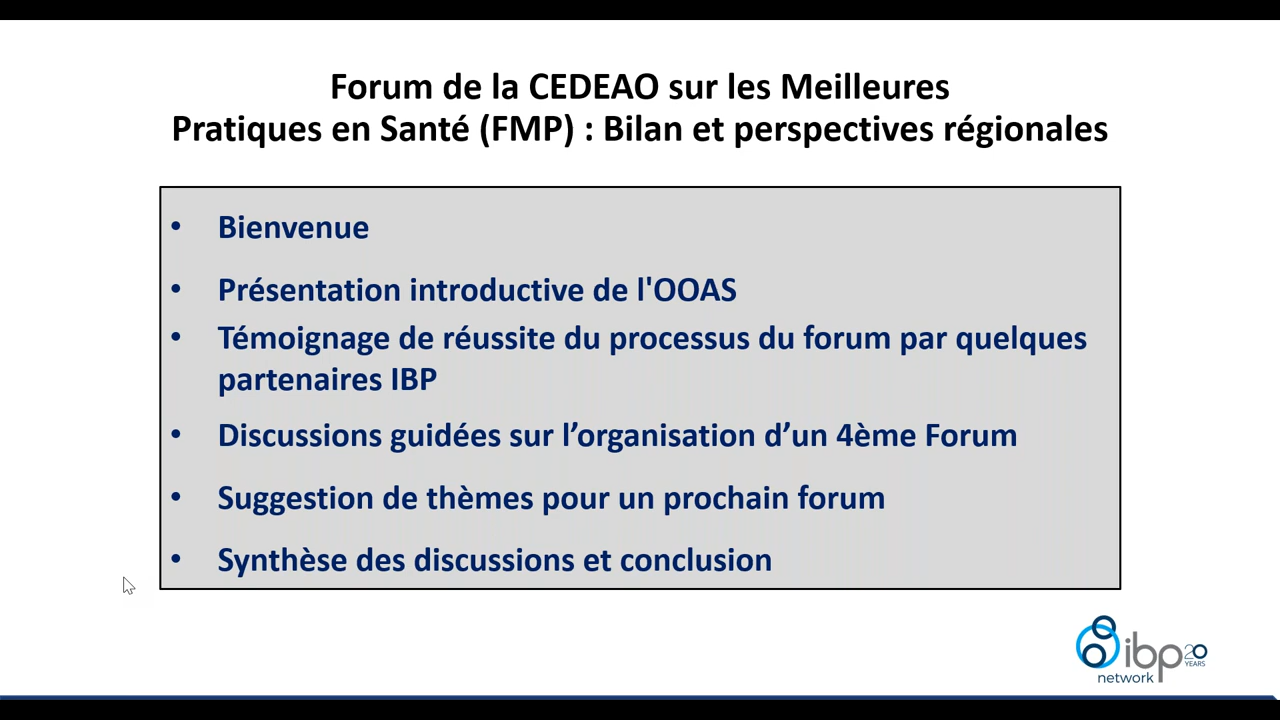 Forum de la CEDEAO sur les Meilleures
Pratiques en Santé (FMP) : Bilan et perspectives régionales
• Bienvenue
• Présentation introductive de l'OOAS
• Témoignage de réussite du processus du forum par quelques
partenaires IBP
• Discussions guidées sur l’organisation d’un 4ème Forum
• Suggestion de thèmes pour un prochain forum
• Synthèse des discussions et conclusion
ibp 20
YEARS
network